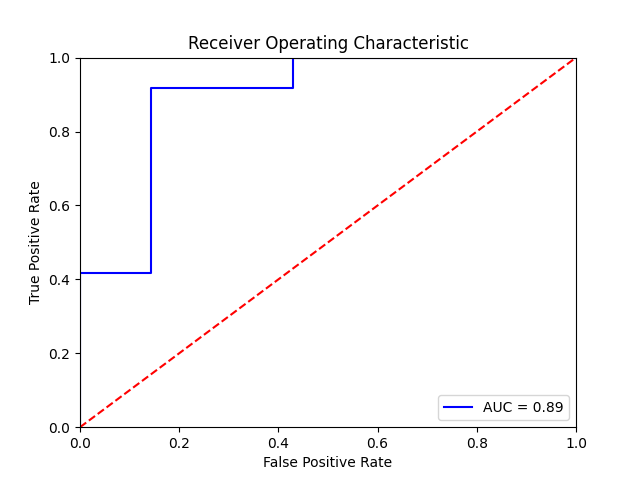 Receiver Operating Characteristic
True Positive Rate
1.0
0.8
0.6
0.4
0.2
0.0
AUC = 0.89
0.0 0.2 0.4 0.6 0.8 1.0
False Positive Rate